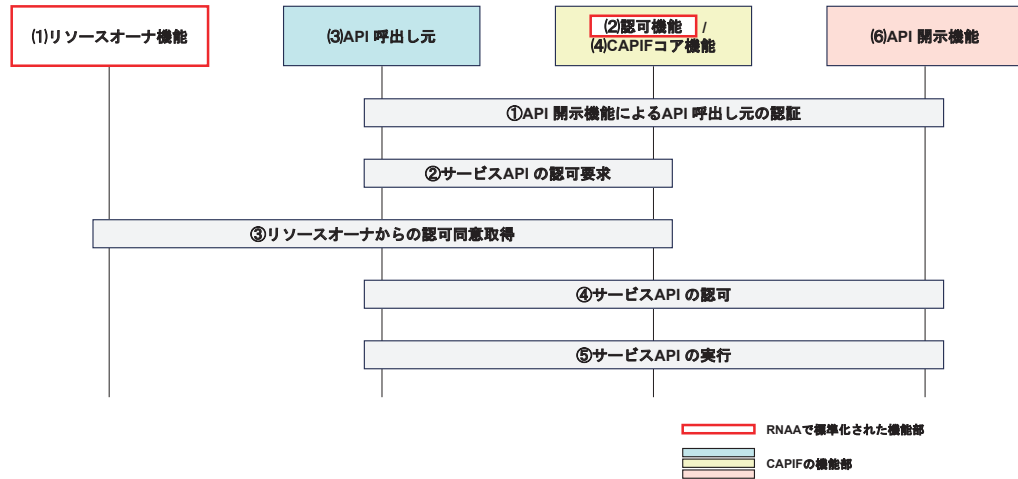 (1)リソースオーナ機能
(3)API 呼出し元
(2)認可機能 /
(4)CAPIFコア機能
(6)API 開示機能
①API 開示機能によるAPI 呼出し元の認証
②サービスAPI の認可要求
③リソースオーナからの認可同意取得
④サービスAPI の認可
⑤サービスAPI の実行
RNAAで標準化された機能部
CAPIFの機能部